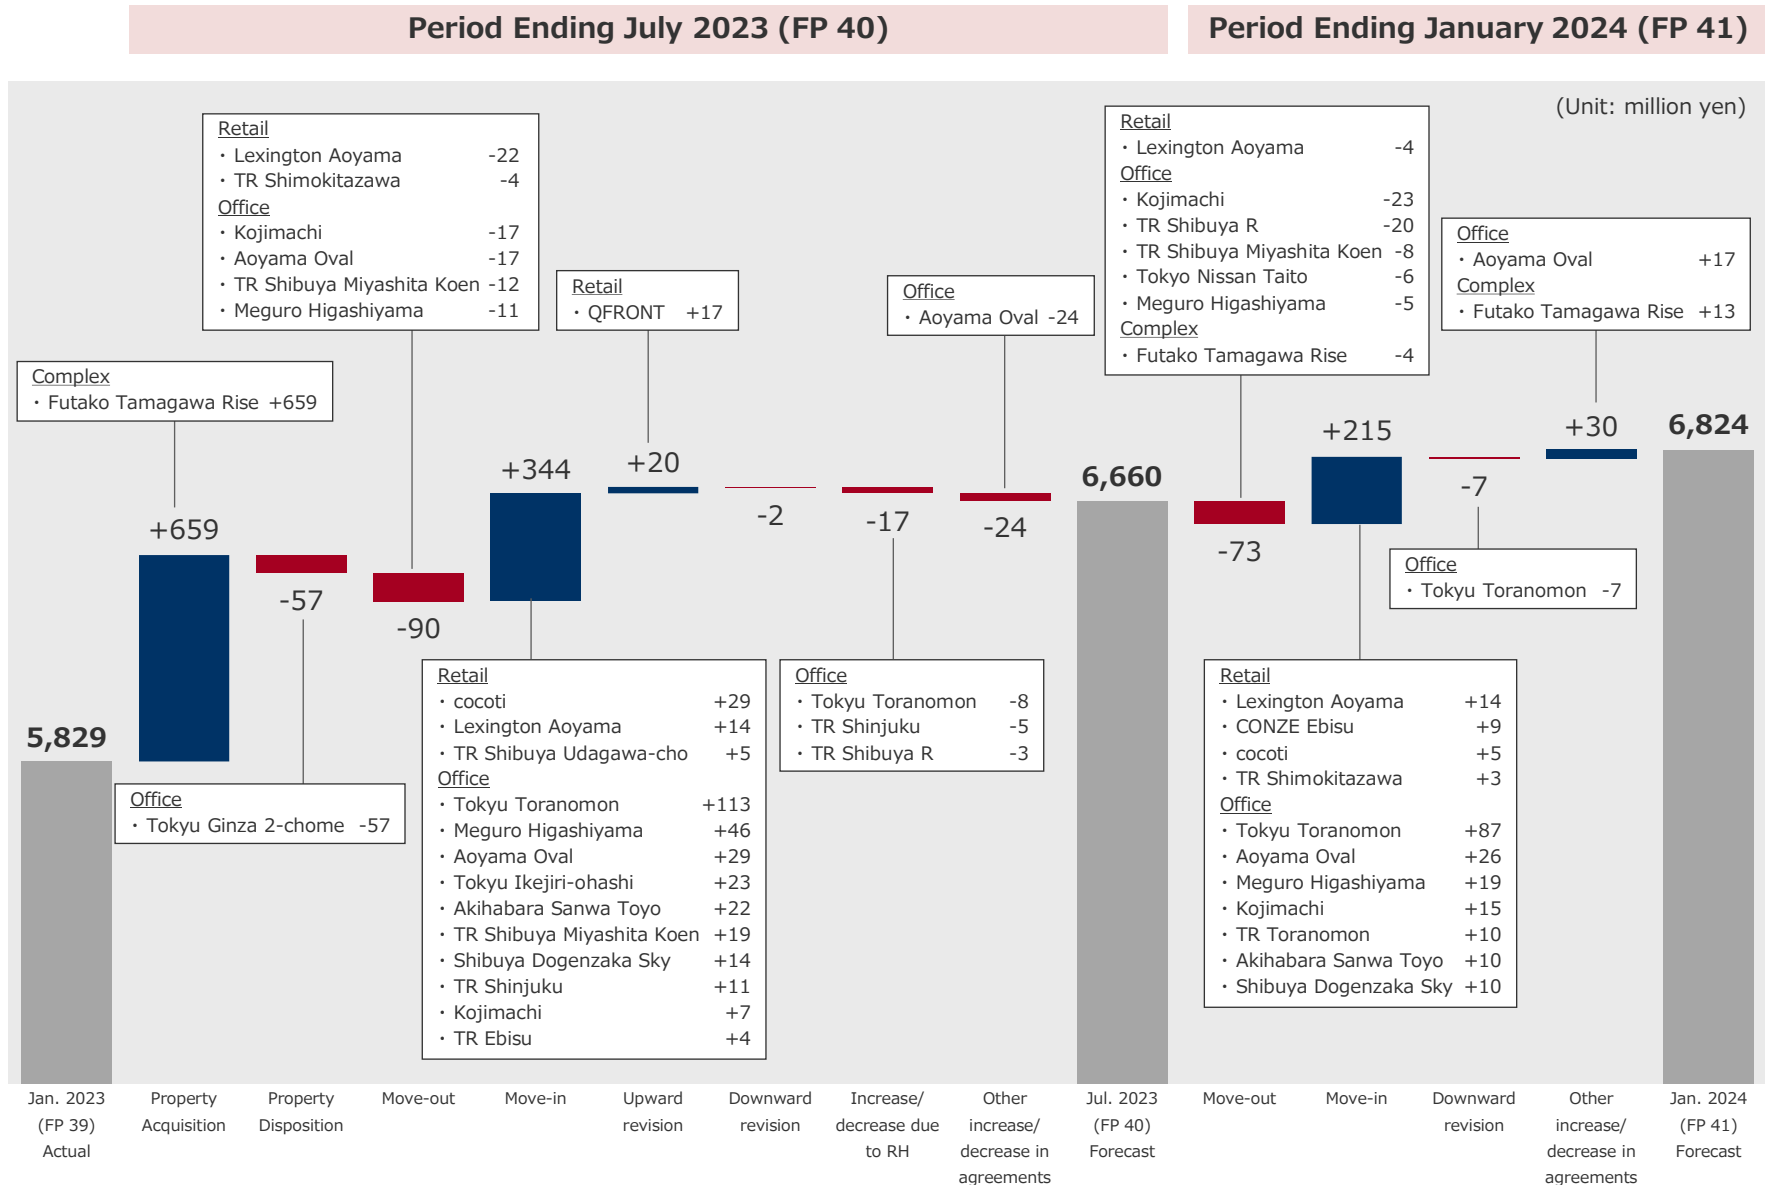 Period Ending July 2023 (FP 40)
Period Ending January 2024 (FP 41)
(Unit: million yen)
Complex
・Futako Tamagawa Rise +659
Retail
・Lexington Aoyama -22
・TR Shimokitazawa -4
Office
・Kojimachi -17
・Aoyama Oval -17
・TR Shibuya Miyashita Koen -12
・Meguro Higashiyama -11
Retail
・QFRONT +17
Office
・Aoyama Oval -24
Retail
・Lexington Aoyama -4
Office
・Kojimachi -23
・TR Shibuya R -20
・TR Shibuya Miyashita Koen -8
・Tokyo Nissan Taito -6
・Meguro Higashiyama -5
Complex
・Futako Tamagawa Rise -4
Office
・Aoyama Oval +17
Complex
・Futako Tamagawa Rise +13
5,829
+659
-57
-90
+344
+20
-2
-17
-24
6,660
-73
+215
-7
+30
6,824
Office
・Tokyu Ginza 2-chome -57
Retail
・cocoti +29
・Lexington Aoyama +14
・TR Shibuya Udagawa-cho +5
Office
・Tokyu Toranomon +113
・Meguro Higashiyama +46
・Aoyama Oval +29
・Tokyu Ikejiri-ohashi +23
・Akihabara Sanwa Toyo +22
・TR Shibuya Miyashita Koen +19
・Shibuya Dogenzaka Sky +14
・TR Shinjuku +11
・Kojimachi +7
・TR Ebisu +4
Office
・Tokyu Toranomon -8
・TR Shinjuku -5
・TR Shibuya R -3
Retail
・Lexington Aoyama +14
・CONZE Ebisu +9
・cocoti +5
・TR Shimokitazawa +3
Office
・Tokyu Toranomon +87
・Aoyama Oval +26
・Meguro Higashiyama +19
・Kojimachi +15
・TR Toranomon +10
・Akihabara Sanwa Toyo +10
・Shibuya Dogenzaka Sky +10
Office
・Tokyu Toranomon -7
Jan. 2023
(FP 39)
Actual
Property
Acquisition
Property
Disposition
Move-out
Move-in
Upward
revision
Downward
revision
Increase/
decrease due
to RH
Other
increase/
decrease in
agreements
Jul. 2023
(FP 40)
Forecast
Move-out
Move-in
Downward
revision
Other
increase/
decrease in
agreements
Jan. 2024
(FP 41)
Forecast